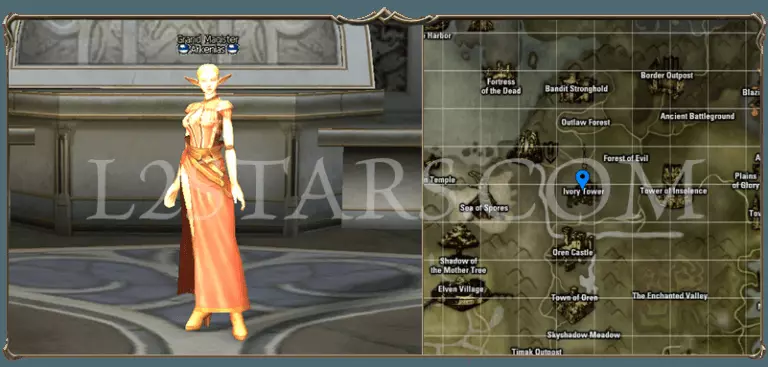 Grand Magister
Arkenias
L2STARS.COM
Harbor
Fortress
of the Dead
Bandit Stronghold
Border Outpost
Outlaw Forest
Ancient Battleground
Forest of Evil
Temple
Ivory Tower
Tower of Insolence
Plains
of Glory
Sea of Spores
Oren Castle
Shadow of
the Mother Tree
Elven Village
Town of Oren
The Enchanted Valley
Skyshadow Meadow
Timak Outpost